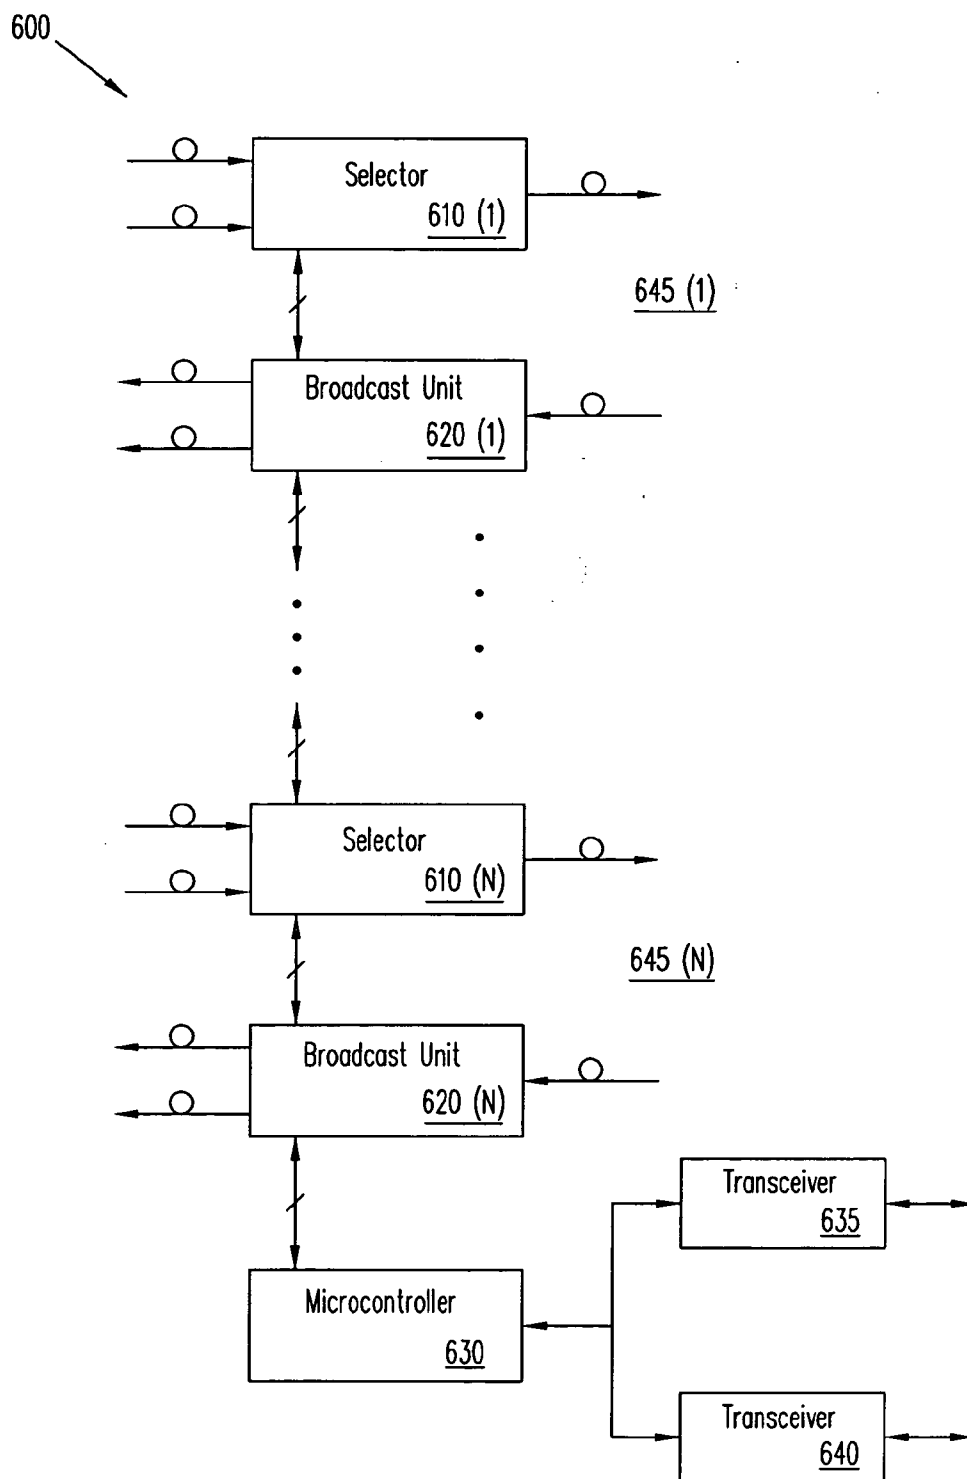 600
Selector
610 (1)
645 (1)
Broadcast Unit
620 (1)
Selector
610 (N)
645 (N)
Broadcast Unit
620 (N)
Transceiver
635
Microcontroller
630
Transceiver
640